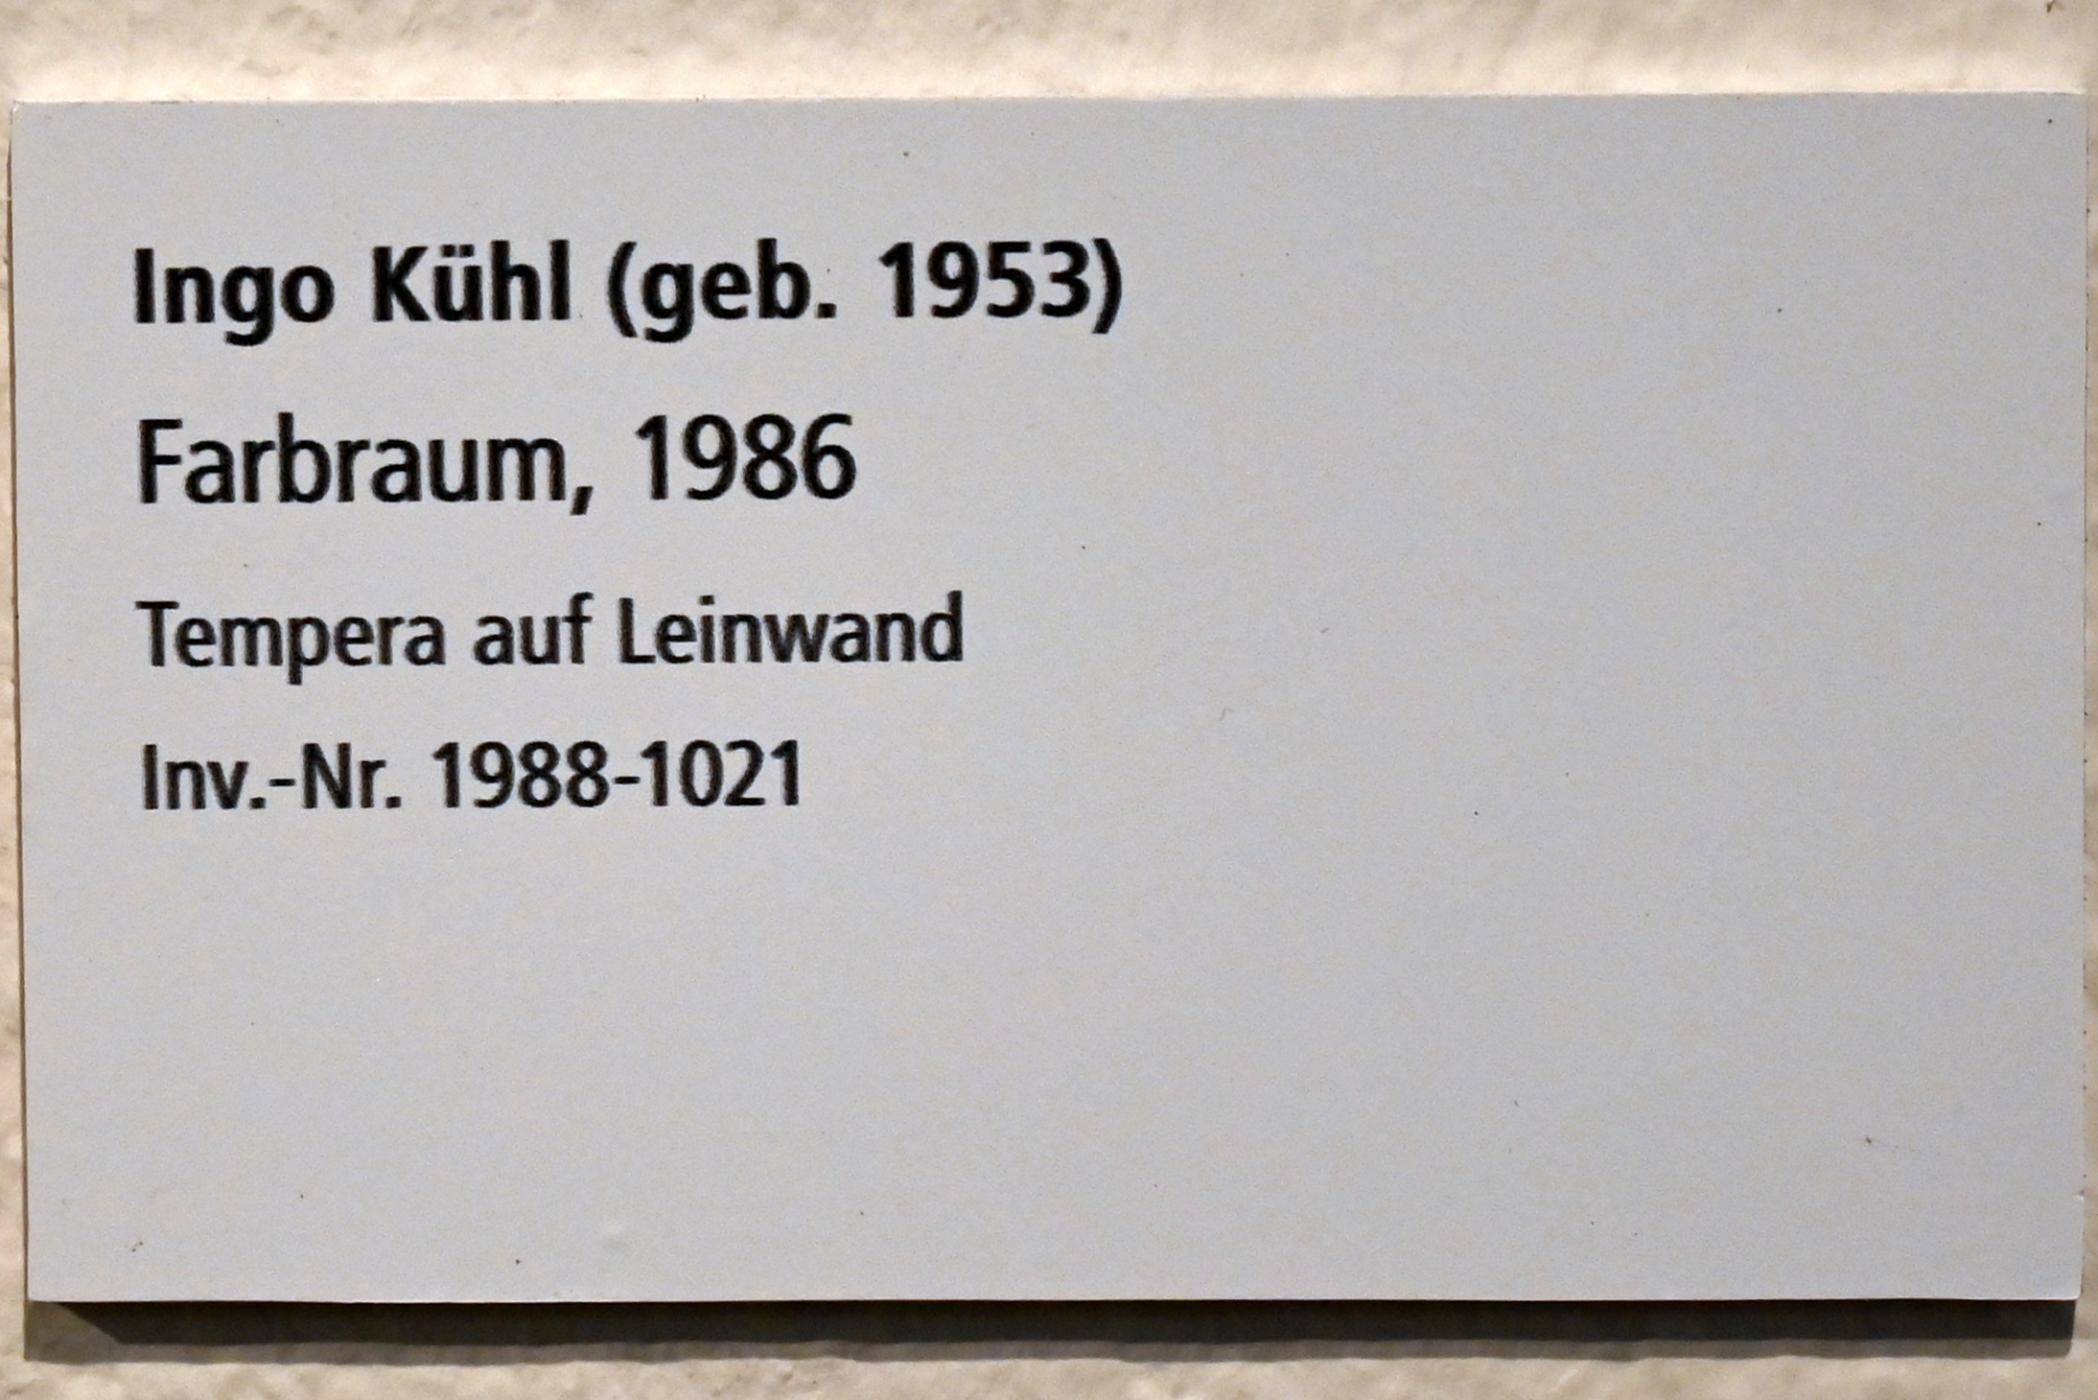 Ingo Kühl (geb. 1953)
Farbraum, 1986
Tempera auf Leinwand
Inv.-Nr. 1988-1021